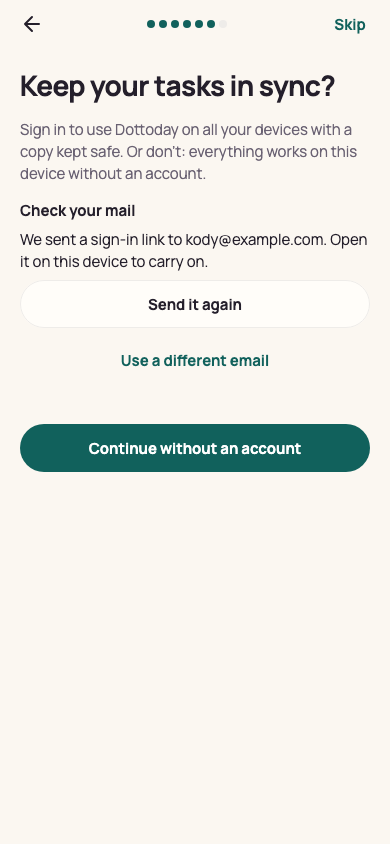 Skip
Keep your tasks in sync?
Sign in to use Dottoday on all your devices with a
copy kept safe. Or don't: everything works on this
device without an account.
Check your mail
We sent a sign-in link to kody@example.com. Open
it on this device to carry on.
Send it again
Use a different email
Continue without an account